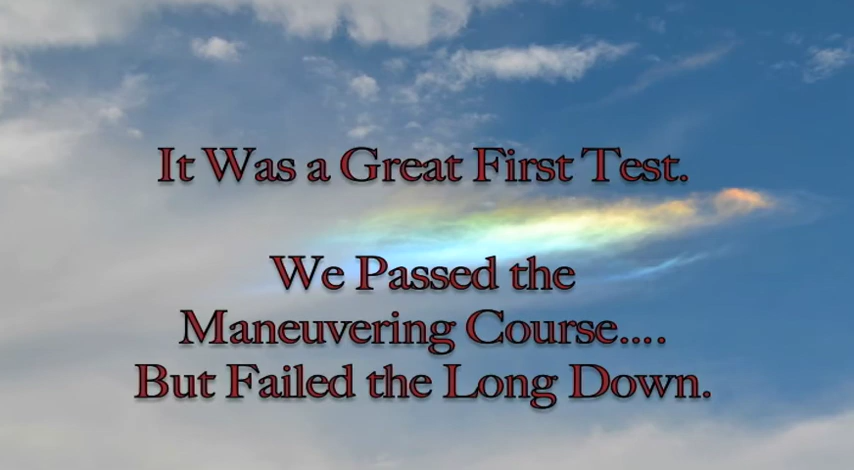 It Was a Great First Test.
We Passed the
Maneuvering Course....
But Failed the Long Down.